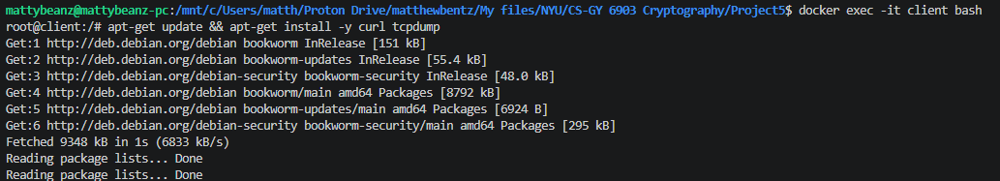 mattybeanz@mattybeanz-pc:/mnt/c/Users/matth/Proton Drive/matthewbentz/My files/NYU/CS-GY 6903 Cryptography/Project5$ docker exec -it client bash
root@client:/# apt-get update && apt-get install -y curl tcpdump
Get:1 http://deb.debian.org/debian bookworm InRelease [151 kB]
Get:2 http://deb.debian.org/debian bookworm-updates InRelease [55.4 kB]
Get:3 http://deb.debian.org/debian-security bookworm-security InRelease [48.0 kB]
Get:4 http://deb.debian.org/debian bookworm/main amd64 Packages [8792 kB]
Get:5 http://deb.debian.org/debian bookworm-updates/main amd64 Packages [6924 B]
Get:6 http://deb.debian.org/debian-security bookworm-security/main amd64 Packages [295 kB]
Fetched 9348 kB in 1s (6833 kB/s)
Reading package lists... Done
Reading package lists... Done